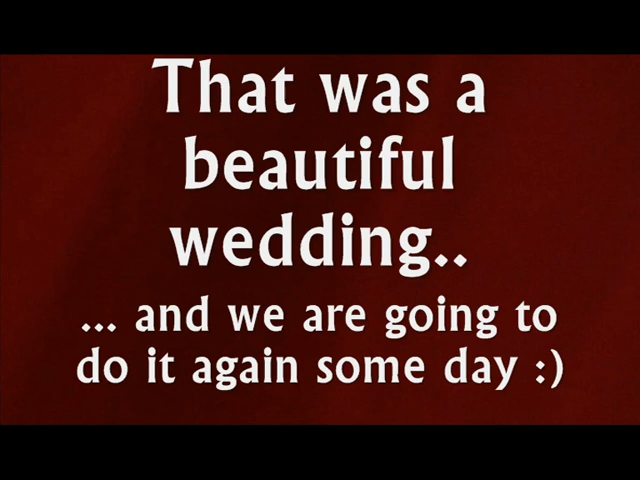 That was a
beautiful
wedding..
... and we are going to
do it again some day :)